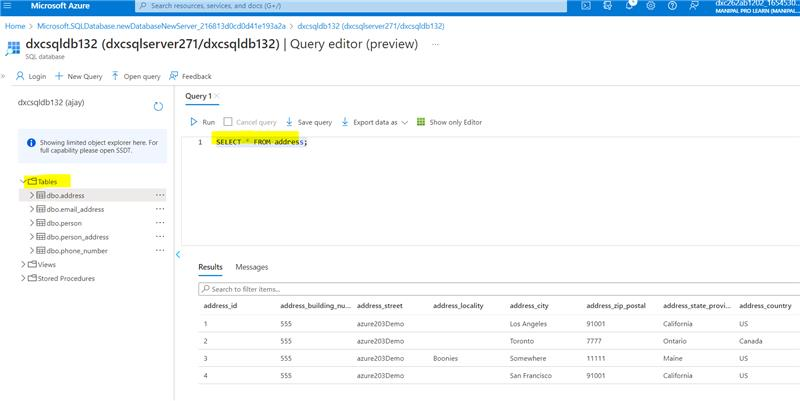 Microsoft Azure
Search resources, services, and docs (G+/)
dxc262ab1202_1654530...
MANIPAL PRO LEARN (MANIPAL
Home > Microsoft.SQLDatabase.newDatabaseNewServer_216813d0cd0d41e193a2a > dxcsqldb132 (dxcsqlserver271/dxcsqldb132)
dxcsqldb132 (dxcsqlserver271/dxcsqldb132) | Query editor (preview) ...
SQL database
Login + New Query Open query Feedback
dxcsqldb132 (ajay)
Showing limited object explorer here. For
full capability please open SSDT.
Tables
dbo.address ...
dbo.email_address ...
dbo.person ...
dbo.person_address ...
dbo.phone_number ...
Views
Stored Procedures
Query 1 ×
Run Cancel query Save query Export data as Show only Editor
1 SELECT * FROM address;
Results Messages
Search to filter items...
address_id address_building_nu... address_street address_locality address_city address_zip_postal address_state_provi... address_country
1 555 azure203Demo Los Angeles 91001 California US
2 555 azure203Demo Toronto 7777 Ontario Canada
3 555 azure203Demo Boonies Somewhere 11111 Maine US
4 555 azure203Demo San Francisco 91001 California US